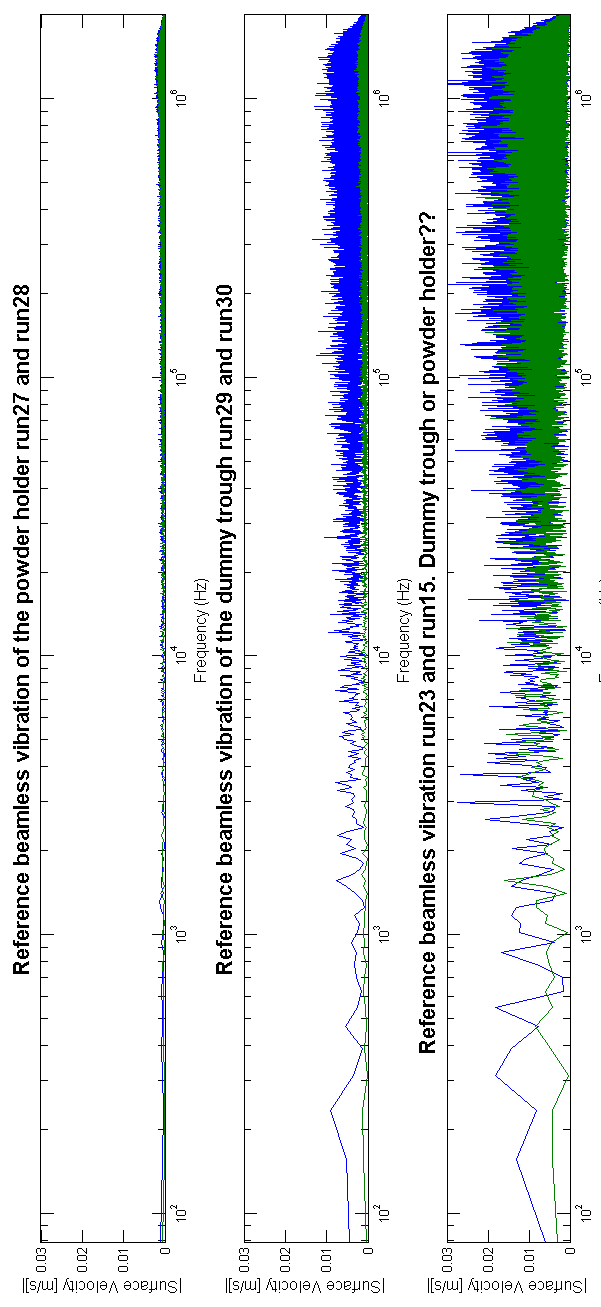 Reference beamless vibration of the powder holder run27 and run28
|Surface Velocity [m/s]|
0.03
0.02
0.01
0
10^2 10^3 10^4 10^5 10^6
Frequency (Hz)
Reference beamless vibration of the dummy trough run29 and run30
|Surface Velocity [m/s]|
0.03
0.02
0.01
0
10^2 10^3 10^4 10^5 10^6
Frequency (Hz)
Reference beamless vibration run23 and run15. Dummy trough or powder holder??
|Surface Velocity [m/s]|
0.03
0.02
0.01
0
10^2 10^3 10^4 10^5 10^6